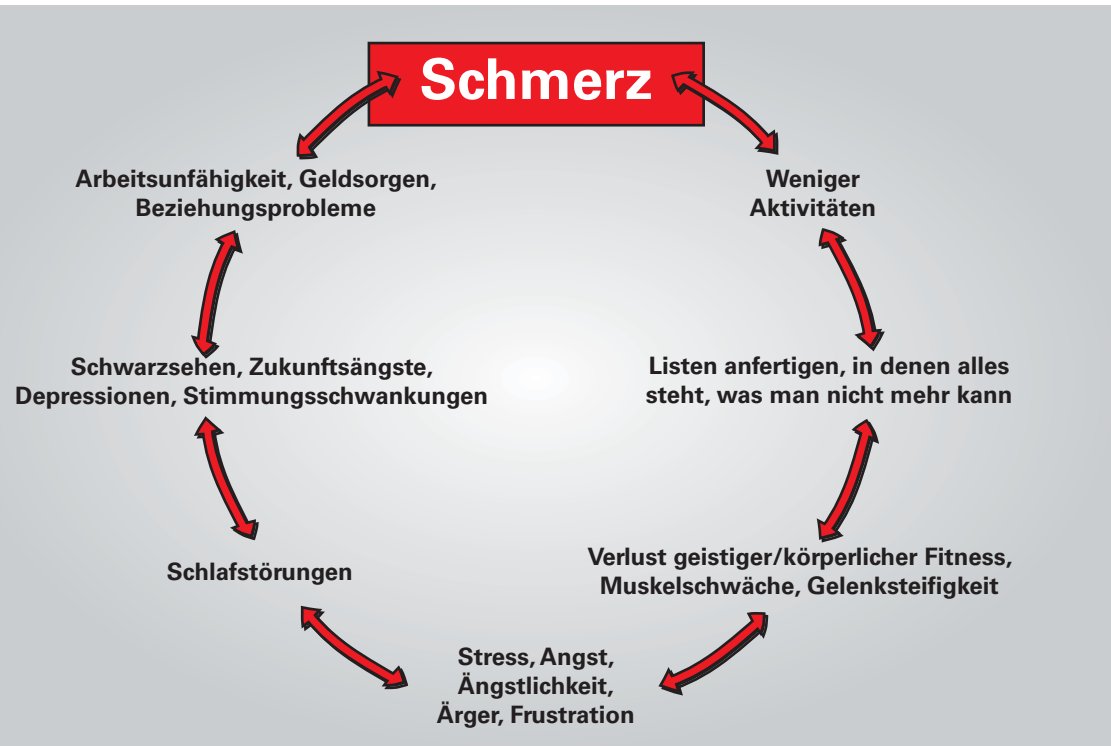 Schmerz
Weniger
Aktivitäten
Listen anfertigen, in denen alles
steht, was man nicht mehr kann
Verlust geistiger/körperlicher Fitness,
Muskelschwäche, Gelenksteifigkeit
Stress, Angst,
Ängstlichkeit,
Ärger, Frustration
Schlafstörungen
Schwarzsehen, Zukunftsängste,
Depressionen, Stimmungsschwankungen
Arbeitsunfähigkeit, Geldsorgen,
Beziehungsprobleme